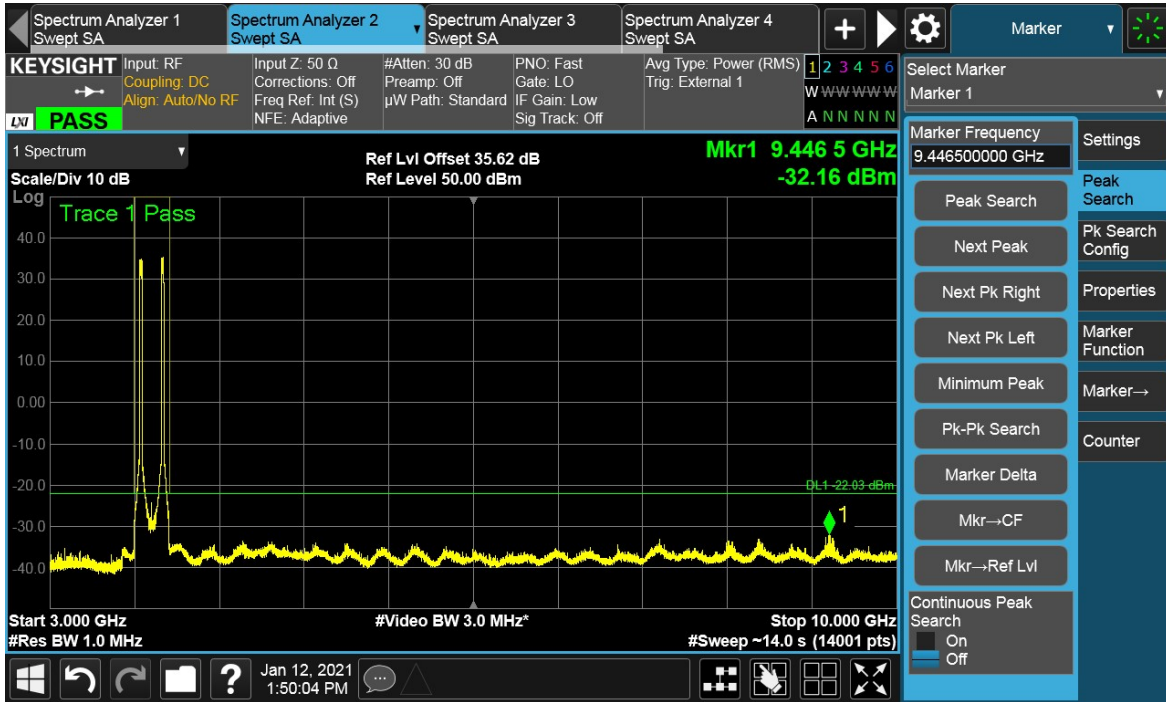 Spectrum Analyzer 1
Swept SA
Spectrum Analyzer 2
Swept SA
Spectrum Analyzer 3
Swept SA
Spectrum Analyzer 4
Swept SA
+
Marker
KEYSIGHT
LXI
PASS
Input: RF
Coupling: DC
Align: Auto/No RF
Input Z: 50 Ω
Corrections: Off
Freq Ref: Int (S)
NFE: Adaptive
#Atten: 30 dB
Preamp: Off
µW Path: Standard
PNO: Fast
Gate: LO
IF Gain: Low
Sig Track: Off
Avg Type: Power (RMS)
Trig: External 1
1 2 3 4 5 6
W W W W W W
A N N N N N
Select Marker
Marker 1
1 Spectrum
Scale/Div 10 dB
Ref Lvl Offset 35.62 dB
Ref Level 50.00 dBm
Mkr1 9.446 5 GHz
-32.16 dBm
Log
Trace 1 Pass
40.0
30.0
20.0
10.0
0.00
-10.0
-20.0
-30.0
-40.0
DL1 -22.03 dBm
1
Start 3.000 GHz
#Res BW 1.0 MHz
#Video BW 3.0 MHz*
Stop 10.000 GHz
#Sweep ~14.0 s (14001 pts)
Marker Frequency
9.446500000 GHz
Peak Search
Next Peak
Next Pk Right
Next Pk Left
Minimum Peak
Pk-Pk Search
Marker Delta
Mkr→CF
Mkr→Ref Lvl
Continuous Peak
Search
On
Off
Settings
Peak
Search
Pk Search
Config
Properties
Marker
Function
Marker→
Counter
?
Jan 12, 2021
1:50:04 PM